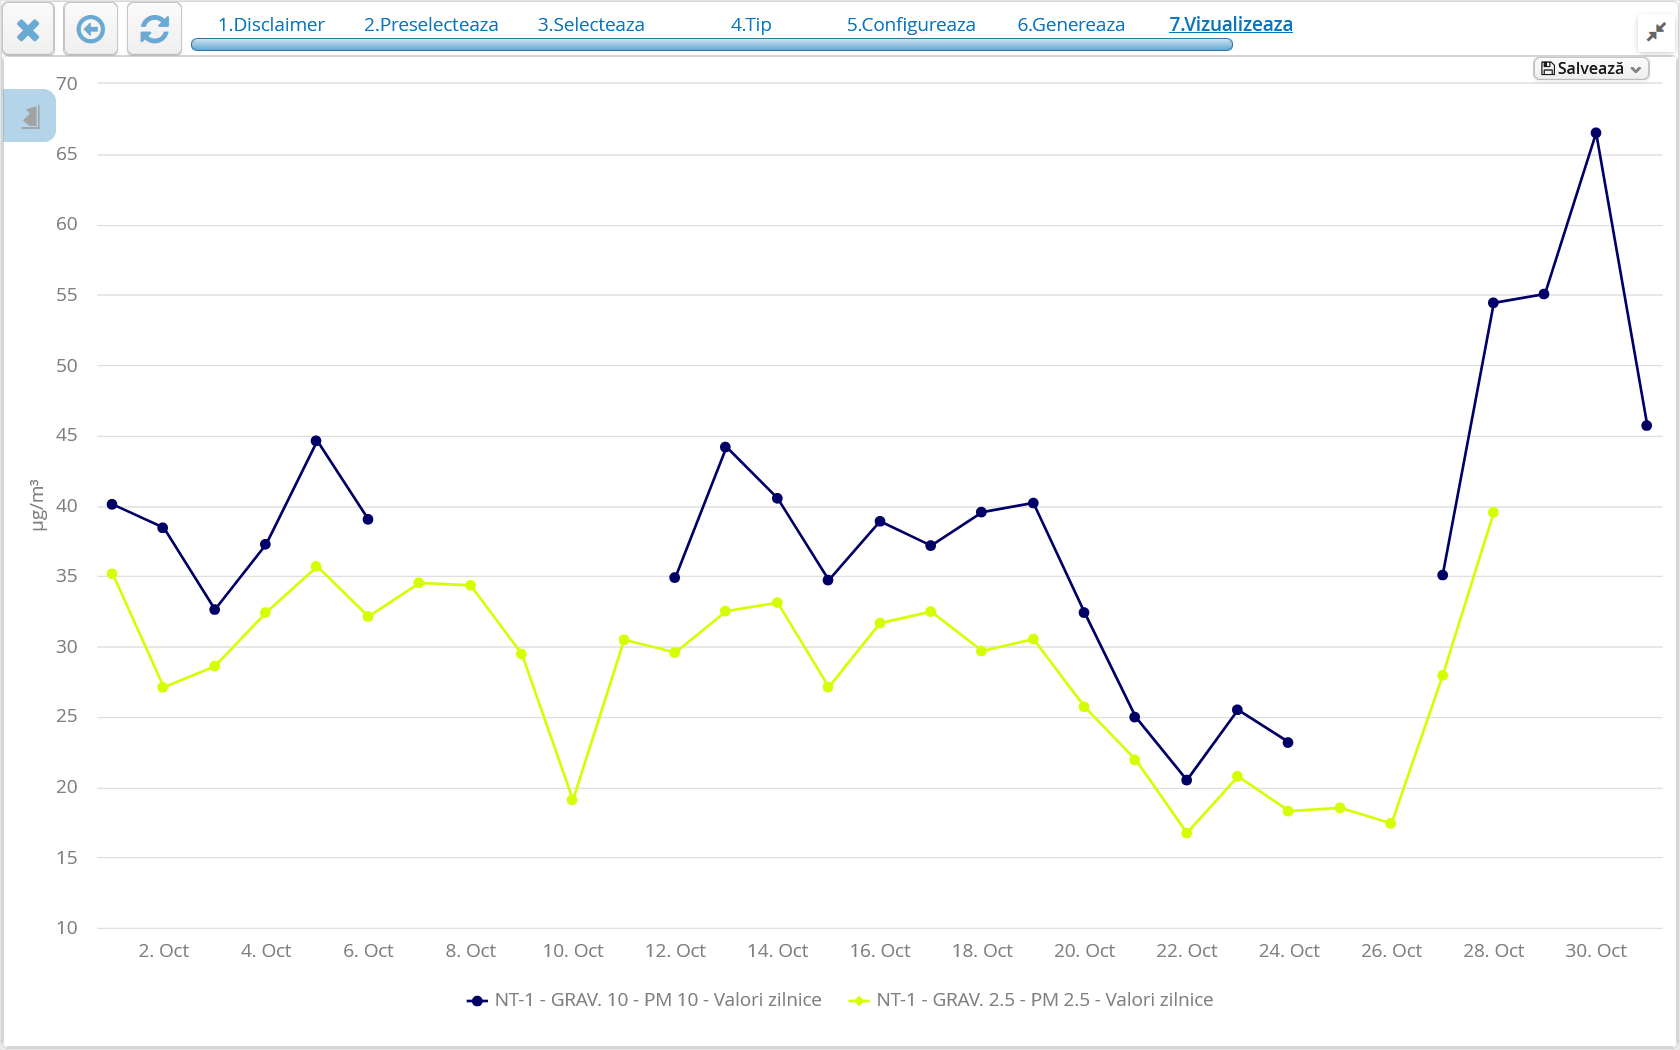 1.Disclaimer 2.Preselecteaza 3.Selecteaza 4.Tip 5.Configureaza 6.Genereaza 7.Vizualizeaza
Salvează
70
65
60
55
50
45
40
35
30
25
20
15
10
µg/m³
2. Oct 4. Oct 6. Oct 8. Oct 10. Oct 12. Oct 14. Oct 16. Oct 18. Oct 20. Oct 22. Oct 24. Oct 26. Oct 28. Oct 30. Oct
NT-1 - GRAV. 10 - PM 10 - Valori zilnice NT-1 - GRAV. 2.5 - PM 2.5 - Valori zilnice